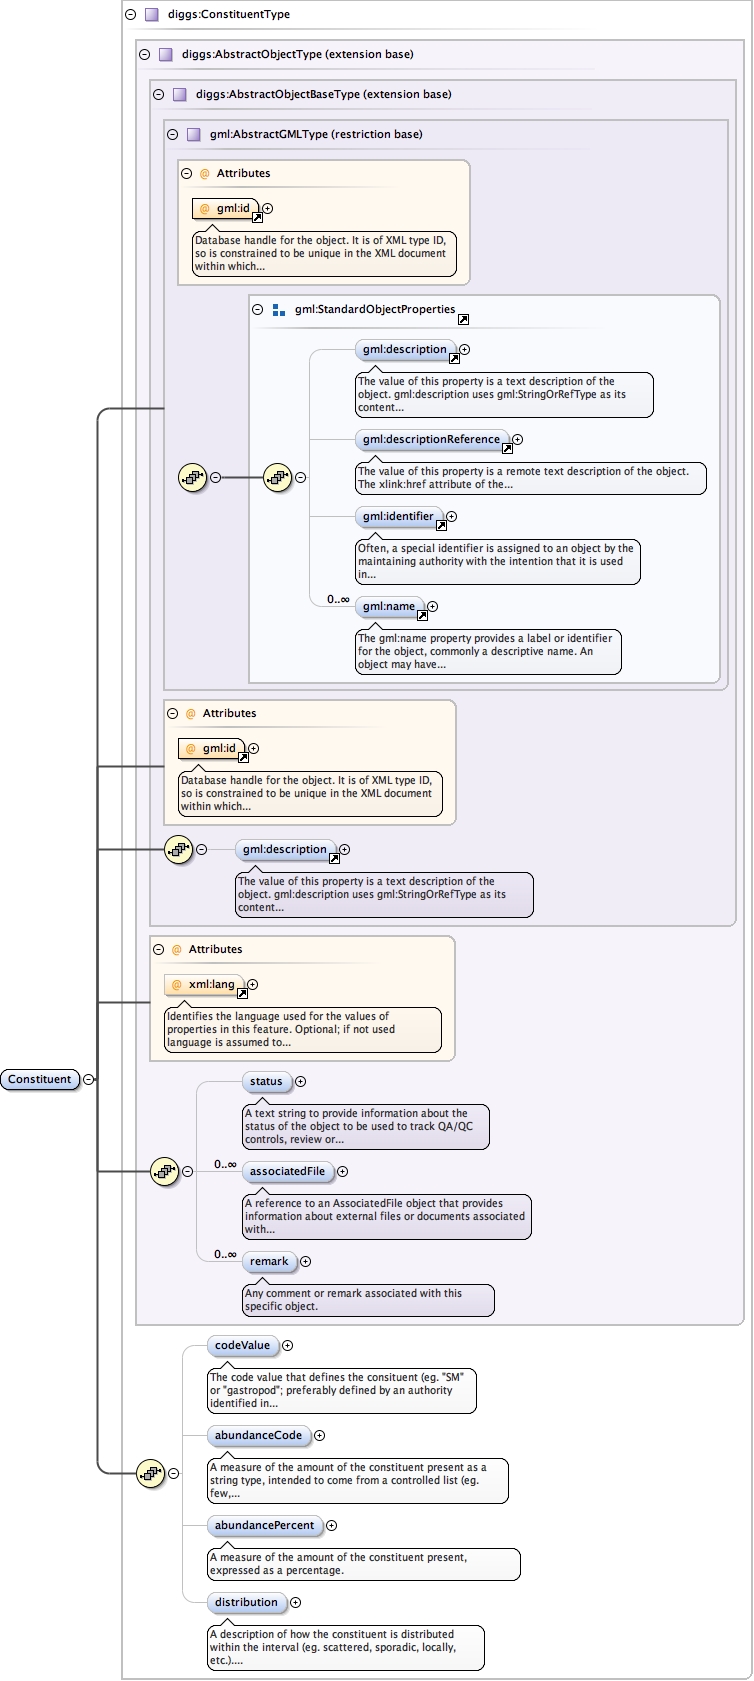 diggs:ConstituentType
diggs:AbstractObjectType (extension base)
diggs:AbstractObjectBaseType (extension base)
gml:AbstractGMLType (restriction base)
@ Attributes
@ gml:id
Database handle for the object. It is of XML type ID,
so is constrained to be unique in the XML document
within which...
gml:StandardObjectProperties
gml:description
The value of this property is a text description of the
object. gml:description uses gml:StringOrRefType as its
content...
gml:descriptionReference
The value of this property is a remote text description of the object.
The xlink:href attribute of the...
gml:identifier
Often, a special identifier is assigned to an object by the
maintaining authority with the intention that it is used
in...
0..∞
gml:name
The gml:name property provides a label or identifier
for the object, commonly a descriptive name. An
object may have...
@ Attributes
@ gml:id
Database handle for the object. It is of XML type ID,
so is constrained to be unique in the XML document
within which...
gml:description
The value of this property is a text description of the
object. gml:description uses gml:StringOrRefType as its
content...
@ Attributes
@ xml:lang
Identifies the language used for the values of
properties in this feature. Optional; if not used
language is assumed to...
Constituent
status
A text string to provide information about the
status of the object to be used to track QA/QC
controls, review or...
0..∞
associatedFile
A reference to an AssociatedFile object that provides
information about external files or documents associated
with...
0..∞
remark
Any comment or remark associated with this
specific object.
codeValue
The code value that defines the consituent (eg. "SM"
or "gastropod"; preferably defined by an authority
identified in...
abundanceCode
A measure of the amount of the constituent present as a
string type, intended to come from a controlled list (eg.
few,...
abundancePercent
A measure of the amount of the constituent present,
expressed as a percentage.
distribution
A description of how the constituent is distributed
within the interval (eg. scattered, sporadic, locally,
etc.)....